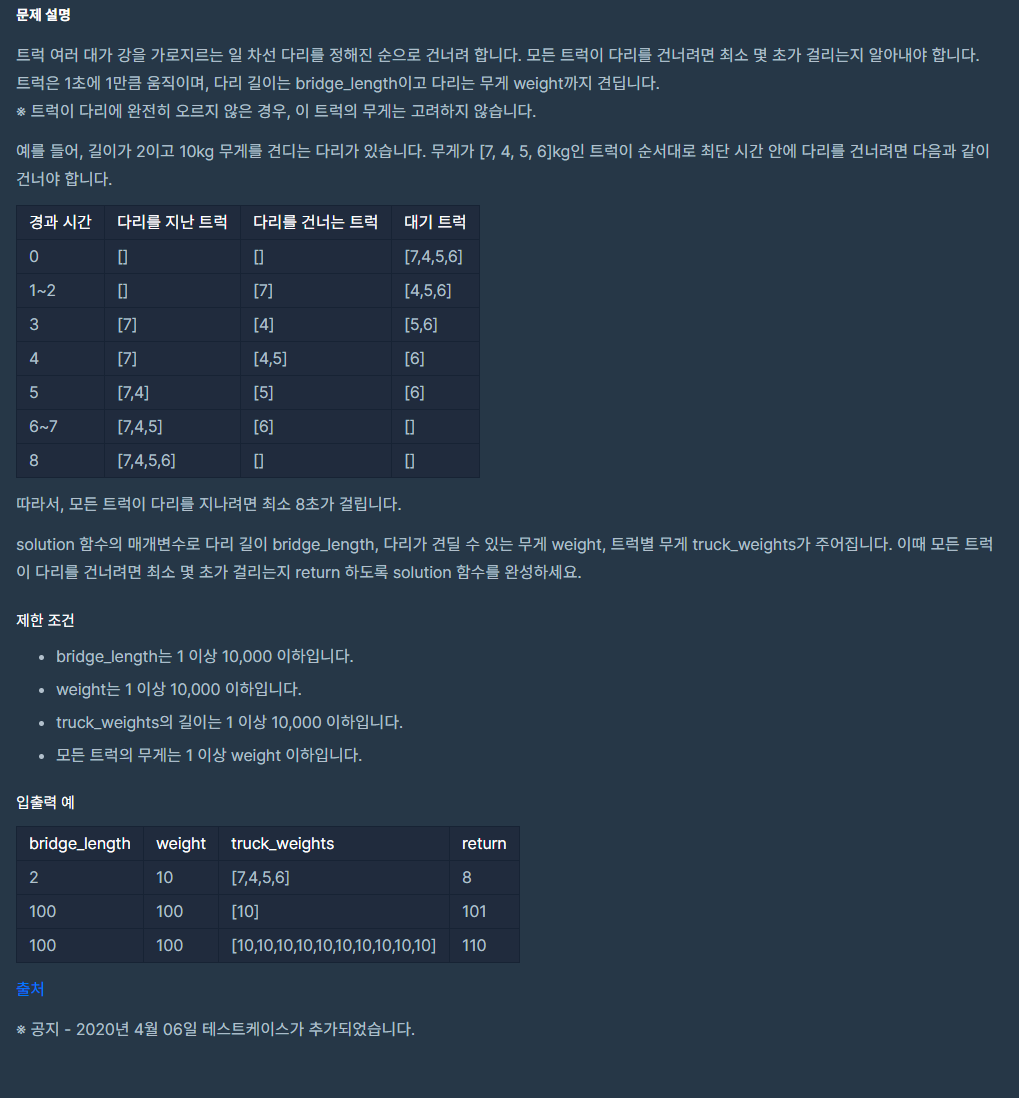 문제 설명
트럭 여러 대가 강을 가로지르는 일 차선 다리를 정해진 순으로 건너려 합니다. 모든 트럭이 다리를 건너려면 최소 몇 초가 걸리는지 알아내야 합니다.
트럭은 1초에 1만큼 움직이며, 다리 길이는 bridge_length이고 다리는 무게 weight까지 견딥니다.
※ 트럭이 다리에 완전히 오르지 않은 경우, 이 트럭의 무게는 고려하지 않습니다.
예를 들어, 길이가 2이고 10kg 무게를 견디는 다리가 있습니다. 무게가 [7, 4, 5, 6]kg인 트럭이 순서대로 최단 시간 안에 다리를 건너려면 다음과 같이
건너야 합니다.
경과 시간 다리를 지난 트럭 다리를 건너는 트럭 대기 트럭
0 [] [] [7,4,5,6]
1~2 [] [7] [4,5,6]
3 [7] [4] [5,6]
4 [7] [4,5] [6]
5 [7,4] [5] [6]
6~7 [7,4,5] [6] []
8 [7,4,5,6] [] []
따라서, 모든 트럭이 다리를 지나려면 최소 8초가 걸립니다.
solution 함수의 매개변수로 다리 길이 bridge_length, 다리가 견딜 수 있는 무게 weight, 트럭별 무게 truck_weights가 주어집니다. 이때 모든 트럭
이 다리를 건너려면 최소 몇 초가 걸리는지 return 하도록 solution 함수를 완성하세요.
제한 조건
• bridge_length는 1 이상 10,000 이하입니다.
• weight는 1 이상 10,000 이하입니다.
• truck_weights의 길이는 1 이상 10,000 이하입니다.
• 모든 트럭의 무게는 1 이상 weight 이하입니다.
입출력 예
bridge_length weight truck_weights return
2 10 [7,4,5,6] 8
100 100 [10] 101
100 100 [10,10,10,10,10,10,10,10,10,10] 110
출처
※ 공지 - 2020년 4월 06일 테스트케이스가 추가되었습니다.